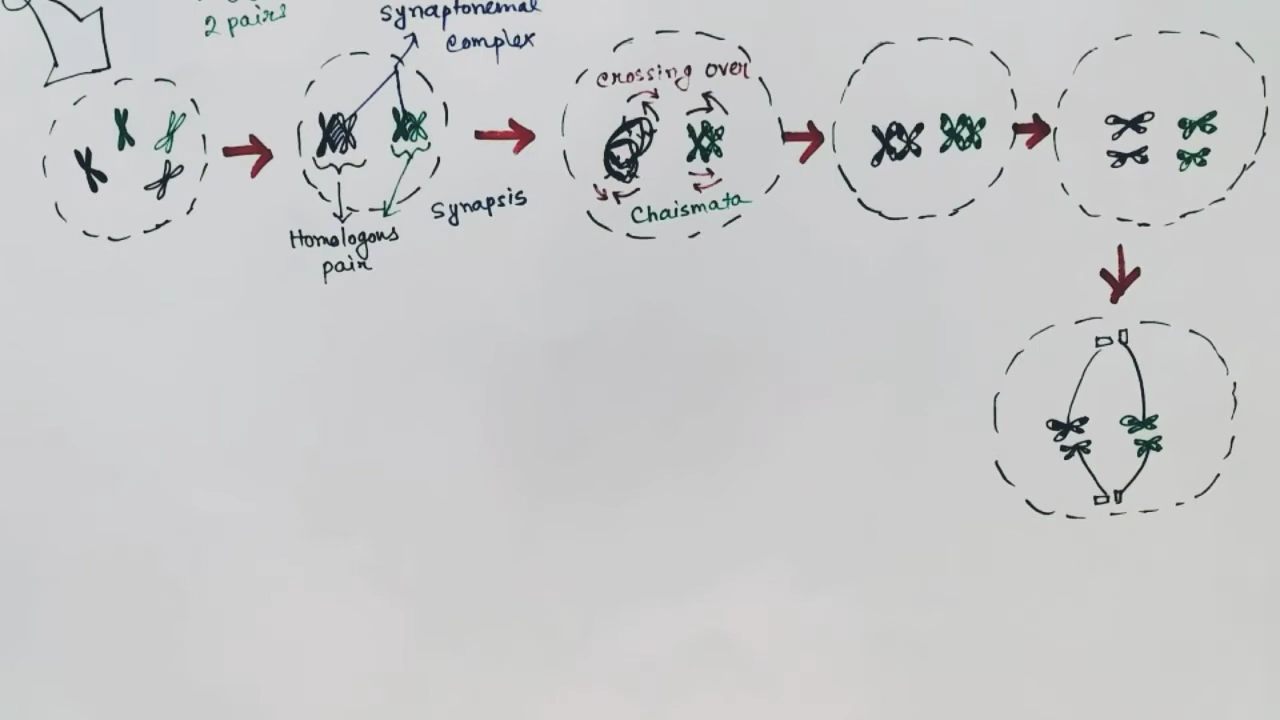 2 pairs
Synaptonemal
complex
crossing over
Synapsis
Chaismata
Homologous
pair